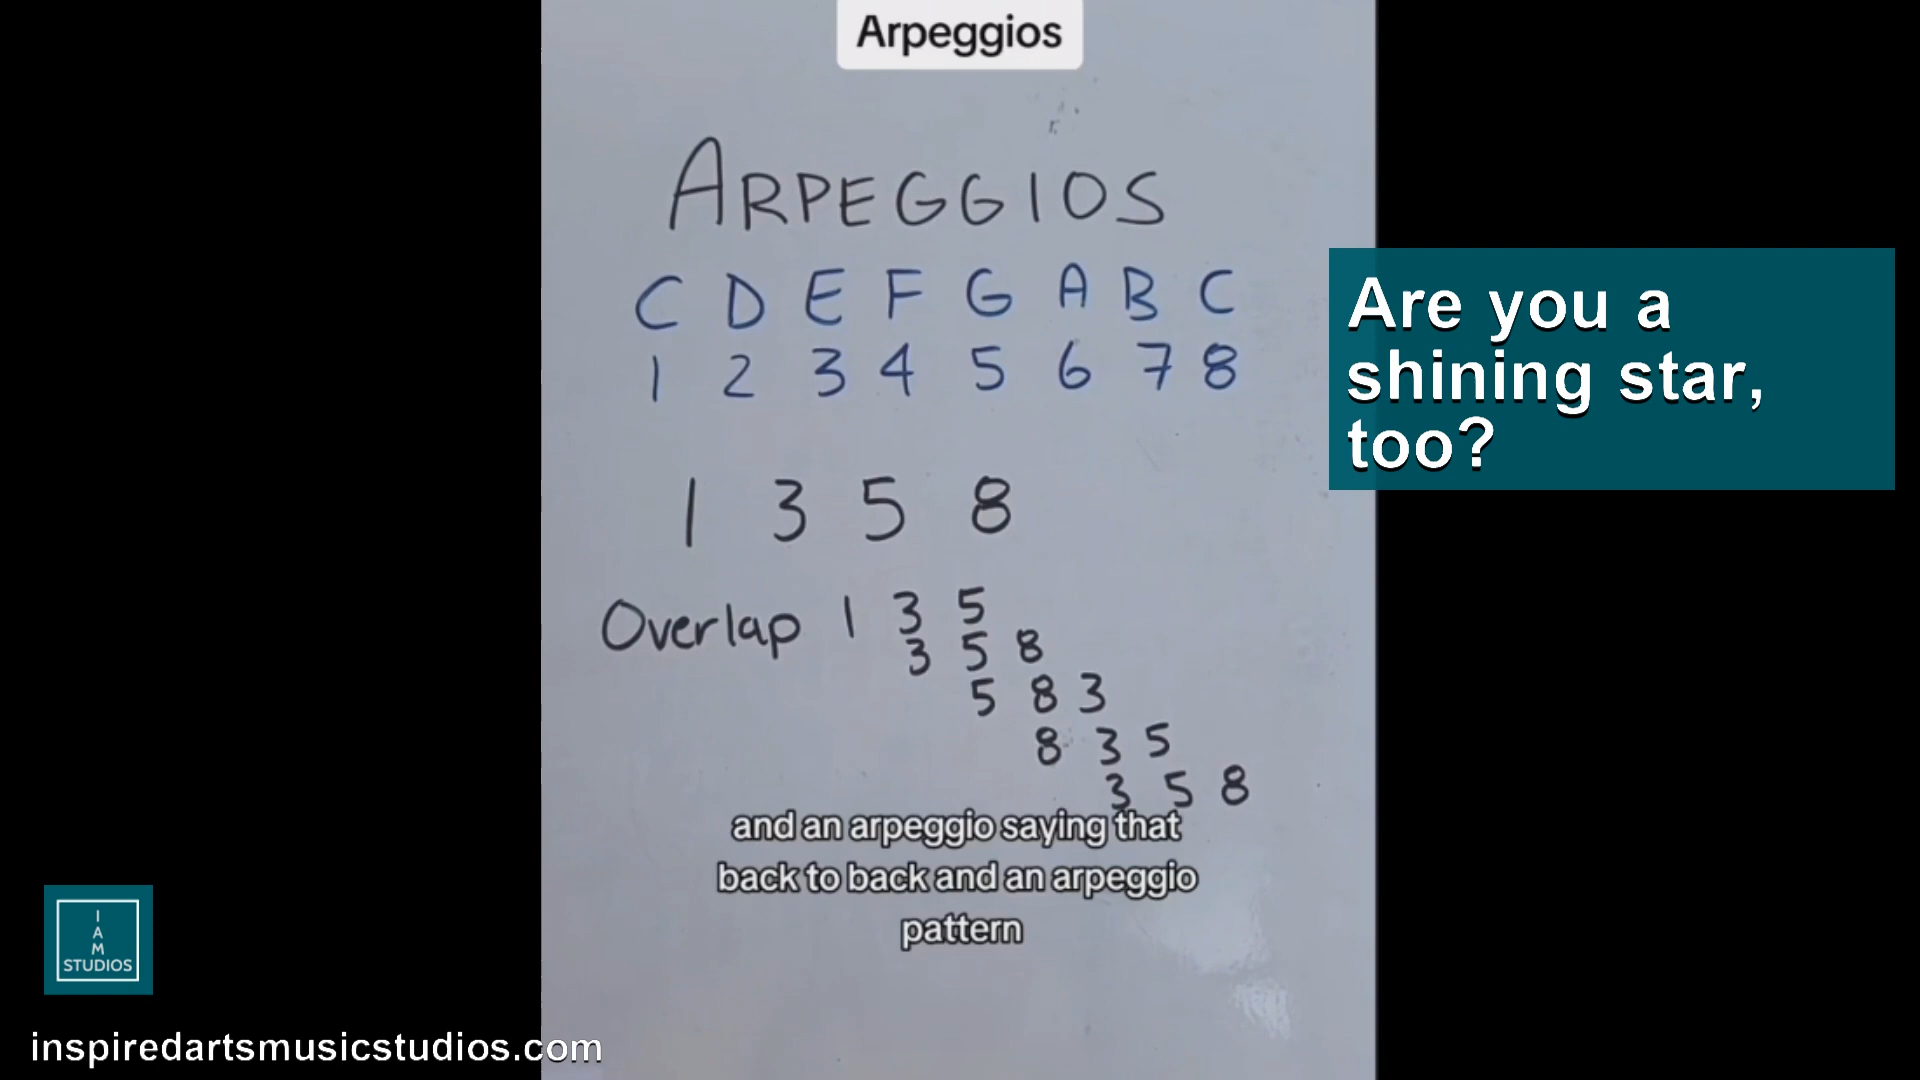 Arpeggios
ARPEGGIOS
C D E F G A B C
1 2 3 4 5 6 7 8
1 3 5 8
Overlap 1 3 5
3 5 8
5 8 3
8 3 5
3 5 8
and an arpeggio saying that
back to back and an arpeggio
pattern
Are you a
shining star,
too?
I
A
M
STUDIOS
inspiredartsmusicstudios.com